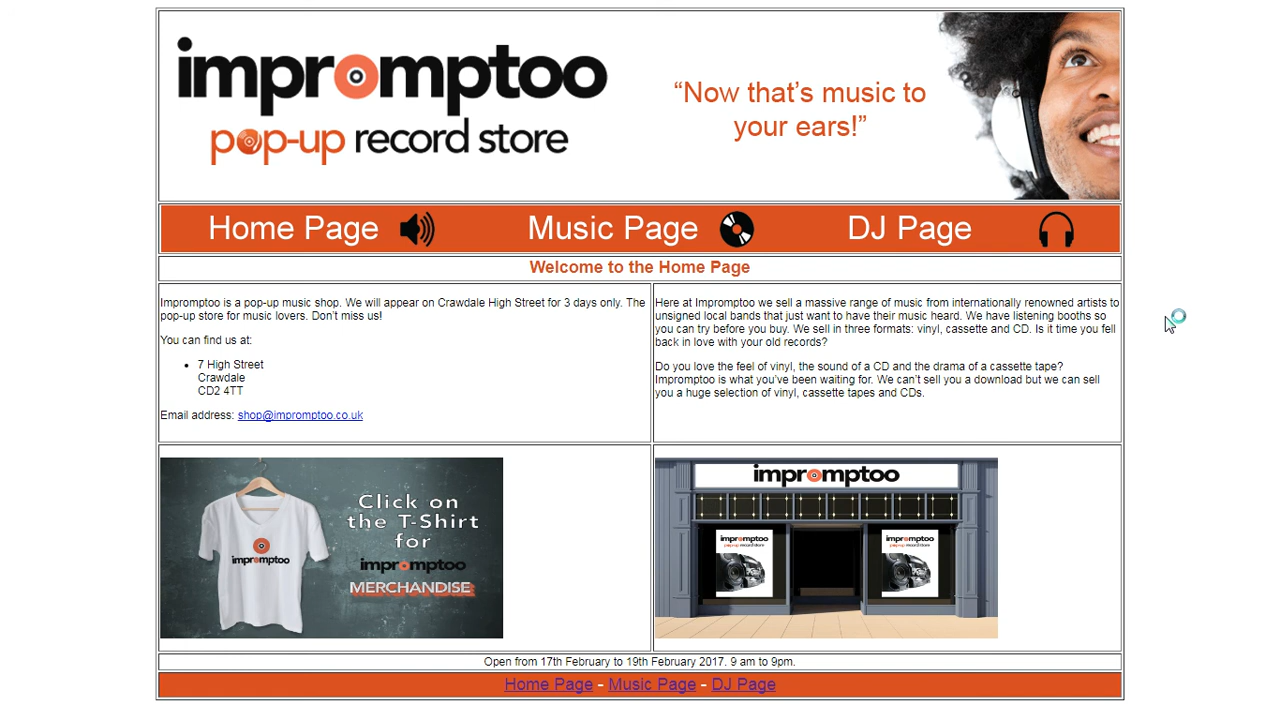 impromptoo
pop-up record store
“Now that’s music to
your ears!”
Home Page
Music Page
DJ Page
Welcome to the Home Page
Impromptoo is a pop-up music shop. We will appear on Crawdale High Street for 3 days only. The
pop-up store for music lovers. Don’t miss us!
You can find us at:
• 7 High Street
Crawdale
CD2 4TT
Email address: shop@impromptoo.co.uk
Here at Impromptoo we sell a massive range of music from internationally renowned artists to
unsigned local bands that just want to have their music heard. We have listening booths so
you can try before you buy. We sell in three formats: vinyl, cassette and CD. Is it time you fell
back in love with your old records?
Do you love the feel of vinyl, the sound of a CD and the drama of a cassette tape?
Impromptoo is what you’ve been waiting for. We can’t sell you a download but we can sell
you a huge selection of vinyl, cassette tapes and CDs.
impromptoo
Click on
the T-Shirt
for
impromptoo
MERCHANDISE
impromptoo
impromptoo
pop-up record store
impromptoo
pop-up record store
Open from 17th February to 19th February 2017. 9 am to 9pm.
Home Page - Music Page - DJ Page